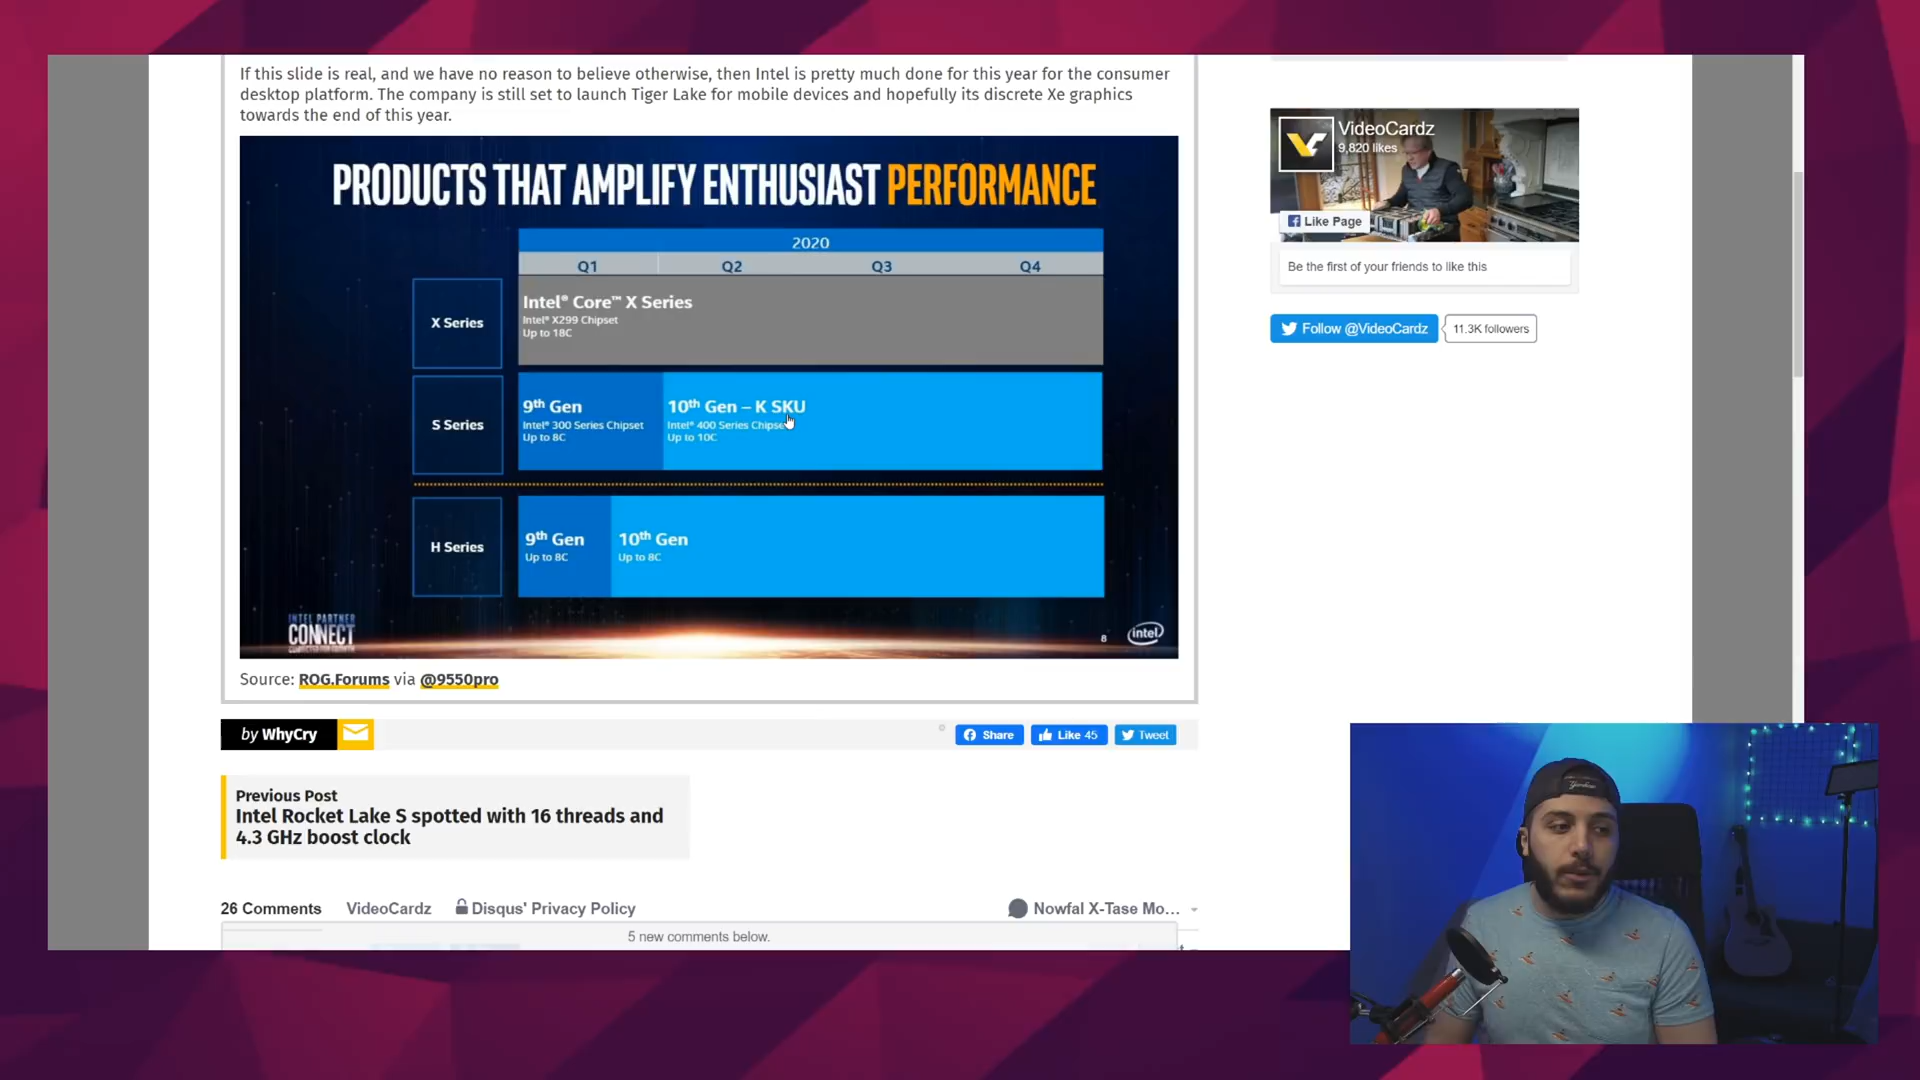 If this slide is real, and we have no reason to believe otherwise, then Intel is pretty much done for this year for the consumer
desktop platform. The company is still set to launch Tiger Lake for mobile devices and hopefully its discrete Xe graphics
towards the end of this year.
PRODUCTS THAT AMPLIFY ENTHUSIAST PERFORMANCE
2020
Q1 Q2 Q3 Q4
X Series
Intel® Core™ X Series
Intel® X299 Chipset
Up to 18C
S Series
9th Gen
Intel® 300 Series Chipset
Up to 8C
10th Gen – K SKU
Intel® 400 Series Chipse
Up to 10C
H Series
9th Gen
Up to 8C
10th Gen
Up to 8C
INTEL PARTNER
CONNECT
8
intel
Source: ROG.Forums via @9550pro
by WhyCry
Share
Like 45
Tweet
Previous Post
Intel Rocket Lake S spotted with 16 threads and
4.3 GHz boost clock
26 Comments VideoCardz Disqus' Privacy Policy Nowfal X-Tase Mo...
5 new comments below.
VideoCardz
9,820 likes
Like Page
Be the first of your friends to like this
Follow @VideoCardz
11.3K followers